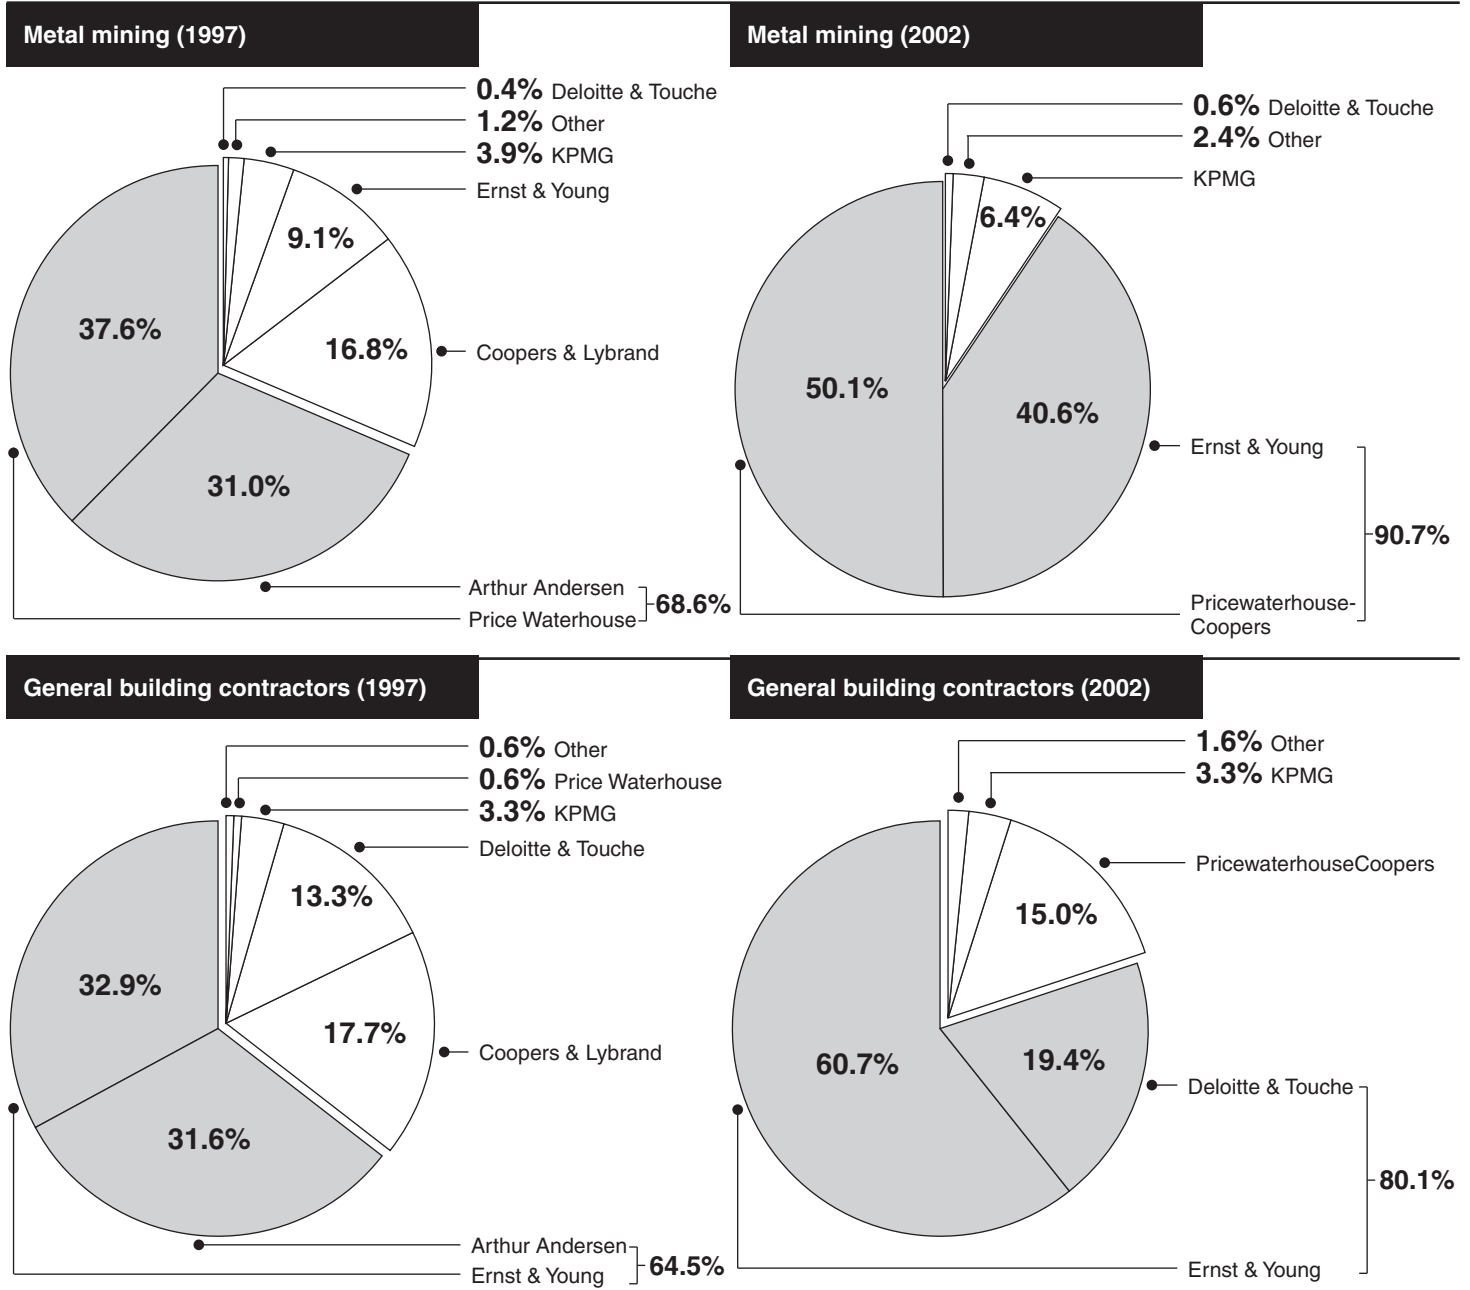 Metal mining (1997)
0.4% Deloitte & Touche
1.2% Other
3.9% KPMG
Ernst & Young
9.1%
37.6%
16.8%
Coopers & Lybrand
31.0%
Arthur Andersen
68.6%
Price Waterhouse
Metal mining (2002)
0.6% Deloitte & Touche
2.4% Other
KPMG
6.4%
50.1%
40.6%
Ernst & Young
90.7%
Pricewaterhouse-
Coopers
General building contractors (1997)
0.6% Other
0.6% Price Waterhouse
3.3% KPMG
Deloitte & Touche
13.3%
32.9%
17.7%
Coopers & Lybrand
31.6%
Arthur Andersen
64.5%
Ernst & Young
General building contractors (2002)
1.6% Other
3.3% KPMG
PricewaterhouseCoopers
15.0%
60.7%
19.4%
Deloitte & Touche
80.1%
Ernst & Young